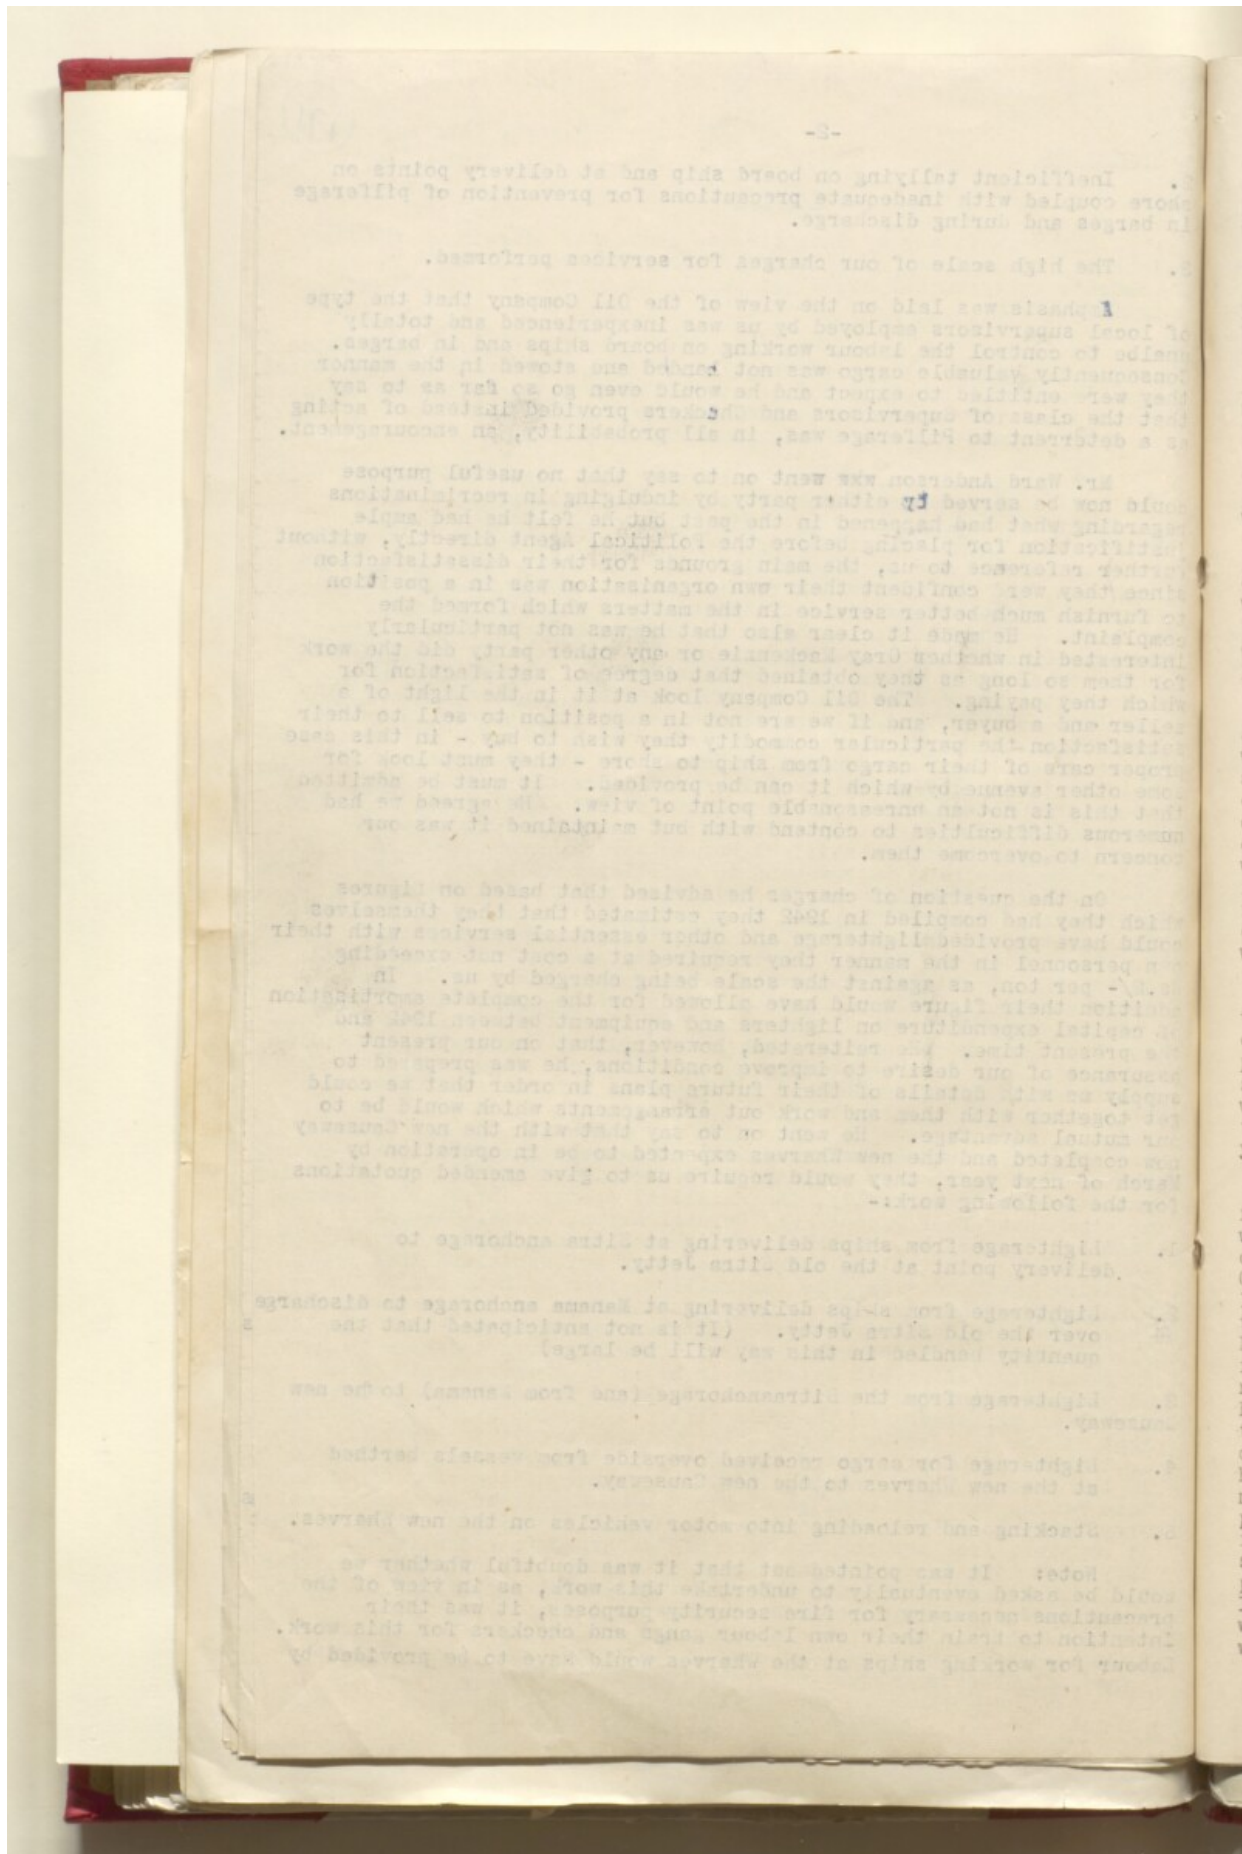 -2-
2. Inefficient tallying on board ship and at delivery points on
shore coupled with inadequate precautions for prevention of pilferage
in barges and during discharge.
3. The high scale of our charges for services performed.
Emphasis was laid on the view of the Oil Company that the type
of local supervisors employed by us was inexperienced and totally
unable to control the labour working on board ships and in barges.
Consequently valuable cargo was not handed and stowed in the manner
they were entitled to expect and he would even go so far as to say
that the class of Supervisors and Checkers provided instead of acting
as a deterrent to Pilferage was, in all probability, an encouragement.
Mr. Ward Anderson went on to say that no useful purpose
would now be served by either party by indulging in recriminations
regarding what had happened in the past but he felt he had ample
justification for placing before the Political Agent directly, without
further reference to us, the main grounds for their dissatisfaction
since they were confident their own organisation was in a position
to furnish much better service in the matters which formed the
complaint. He made it clear also that he was not particularly
interested in whether Gray Mackenzie or any other party did the work
for them so long as they obtained that degree of satisfaction for
which they paying. The Oil Company look at it in the light of a
seller and a buyer, and if we are not in a position to sell to their
satisfaction the particular commodity they wish to buy - in this case
proper care of their cargo from ship to shore - they must look for
some other avenue by which it can be provided. It must be admitted
that this is not an unreasonable point of view. He agreed we had
numerous difficulties to contend with but maintained it was our
concern to overcome them.
On the question of charges he advised that based on figures
which they had compiled in 1942 they estimated that they themselves
could have provided lighterage and other essential services with their
own personnel in the manner they required at a cost not exceeding
per ton, as against the scale being charged by us. In
addition their figure would have allowed for the complete amortisation
of capital expenditure on lighters and equipment between 1942 and
the present time. He reiterated, however, that on our present
assurance of our desire to improve conditions, he was prepared to
supply us with details of their future plans in order that we could
get together with them and work out arrangements which would be to
our mutual advantage. He went on to say that with the new Causeway
now completed and the new Wharves expected to be in operation by
March of next year, they would require us to give amended quotations
for the following work:-
1. Lighterage from ships delivering at Sitra anchorage to
delivery point at the old Sitra Jetty.
2. Lighterage from ships delivering at Manama anchorage to discharge
over the old Sitra Jetty. (It is not anticipated that the
quantity handled in this way will be large)
3. Lighterage from the Sitra anchorage (and from Manama) to the new
Causeway.
4. Lighterage for cargo received overside from vessels berthed
at the new Wharves to the new Causeway.
5. Stacking and reloading into motor vehicles on the new Wharves.
Note: It was pointed out that it was doubtful whether we
would be asked eventually to undertake this work, as in view of the
precautions necessary for fire security purposes, it was their
intention to train their own labour gangs and checkers for this work.
Labour for working ships at the wharves would have to be provided by